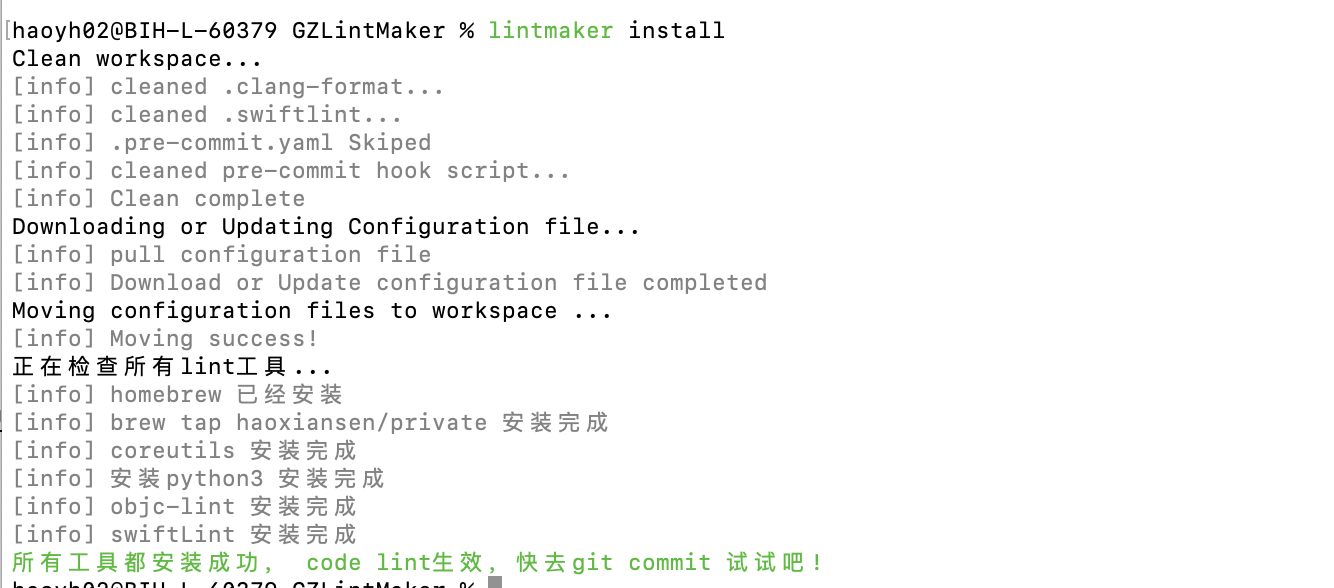 [haoyh02@BIH-L-60379 GZLintMaker % lintmaker install
Clean workspace...
[info] cleaned .clang-format...
[info] cleaned .swiftlint...
[info] .pre-commit.yaml Skiped
[info] cleaned pre-commit hook script...
[info] Clean complete
Downloading or Updating Configuration file...
[info] pull configuration file
[info] Download or Update configuration file completed
Moving configuration files to workspace ...
[info] Moving success!
正在检查所有lint工具...
[info] homebrew 已经安装
[info] brew tap haoxiansen/private 安装完成
[info] coreutils 安装完成
[info] 安装python3 安装完成
[info] objc-lint 安装完成
[info] swiftLint 安装完成
所有工具都安装成功， code lint生效，快去git commit 试试吧！
haoyh02@BIH-L-60379 GZLintMaker %